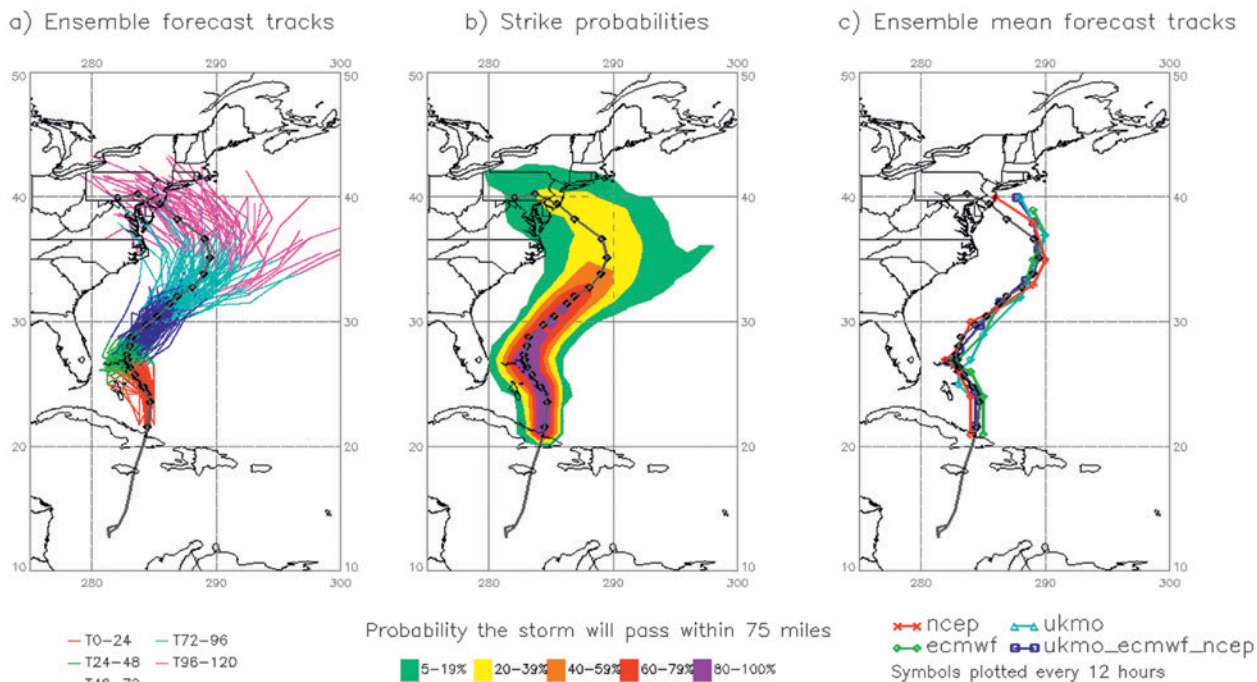 a) Ensemble forecast tracks
b) Strike probabilities
c) Ensemble mean forecast tracks
280 290 300
50 50
40 40
30 30
20 20
10 10
280 290 300
280 290 300
50 50
40 40
30 30
20 20
10 10
280 290 300
280 290 300
50 50
40 40
30 30
20 20
10 10
280 290 300
T0-24 T72-96
T24-48 T96-120
Probability the storm will pass within 75 miles
5-19% 20-39% 40-59% 60-79% 80-100%
ncep ukmo
ecmwf ukmo_ecmwf_ncep
Symbols plotted every 12 hours